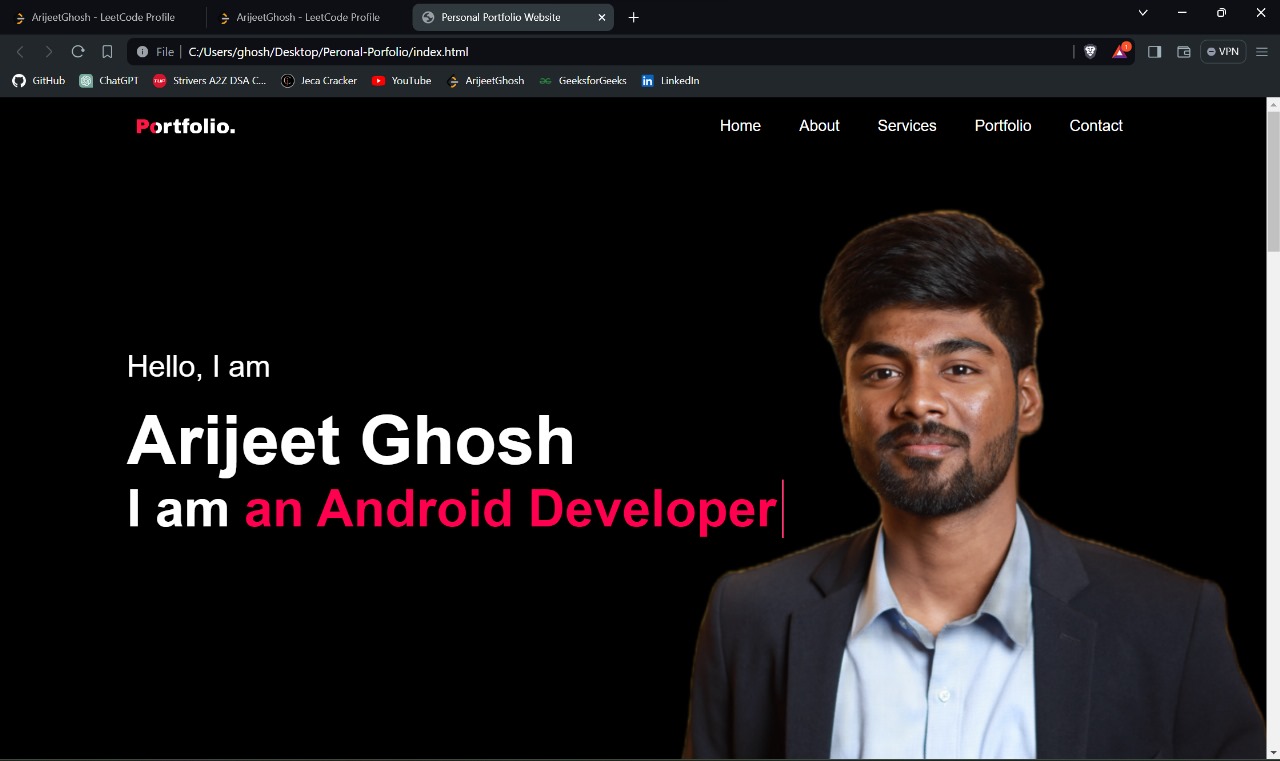 ArijeetGhosh - LeetCode Profile
ArijeetGhosh - LeetCode Profile
Personal Portfolio Website
File
C:/Users/ghosh/Desktop/Peronal-Porfolio/index.html
VPN
GitHub
ChatGPT
Strivers A2Z DSA C...
Jeca Cracker
YouTube
ArijeetGhosh
GeeksforGeeks
LinkedIn
Portfolio.
Home
About
Services
Portfolio
Contact
Hello, I am
Arijeet Ghosh
I am an Android Developer